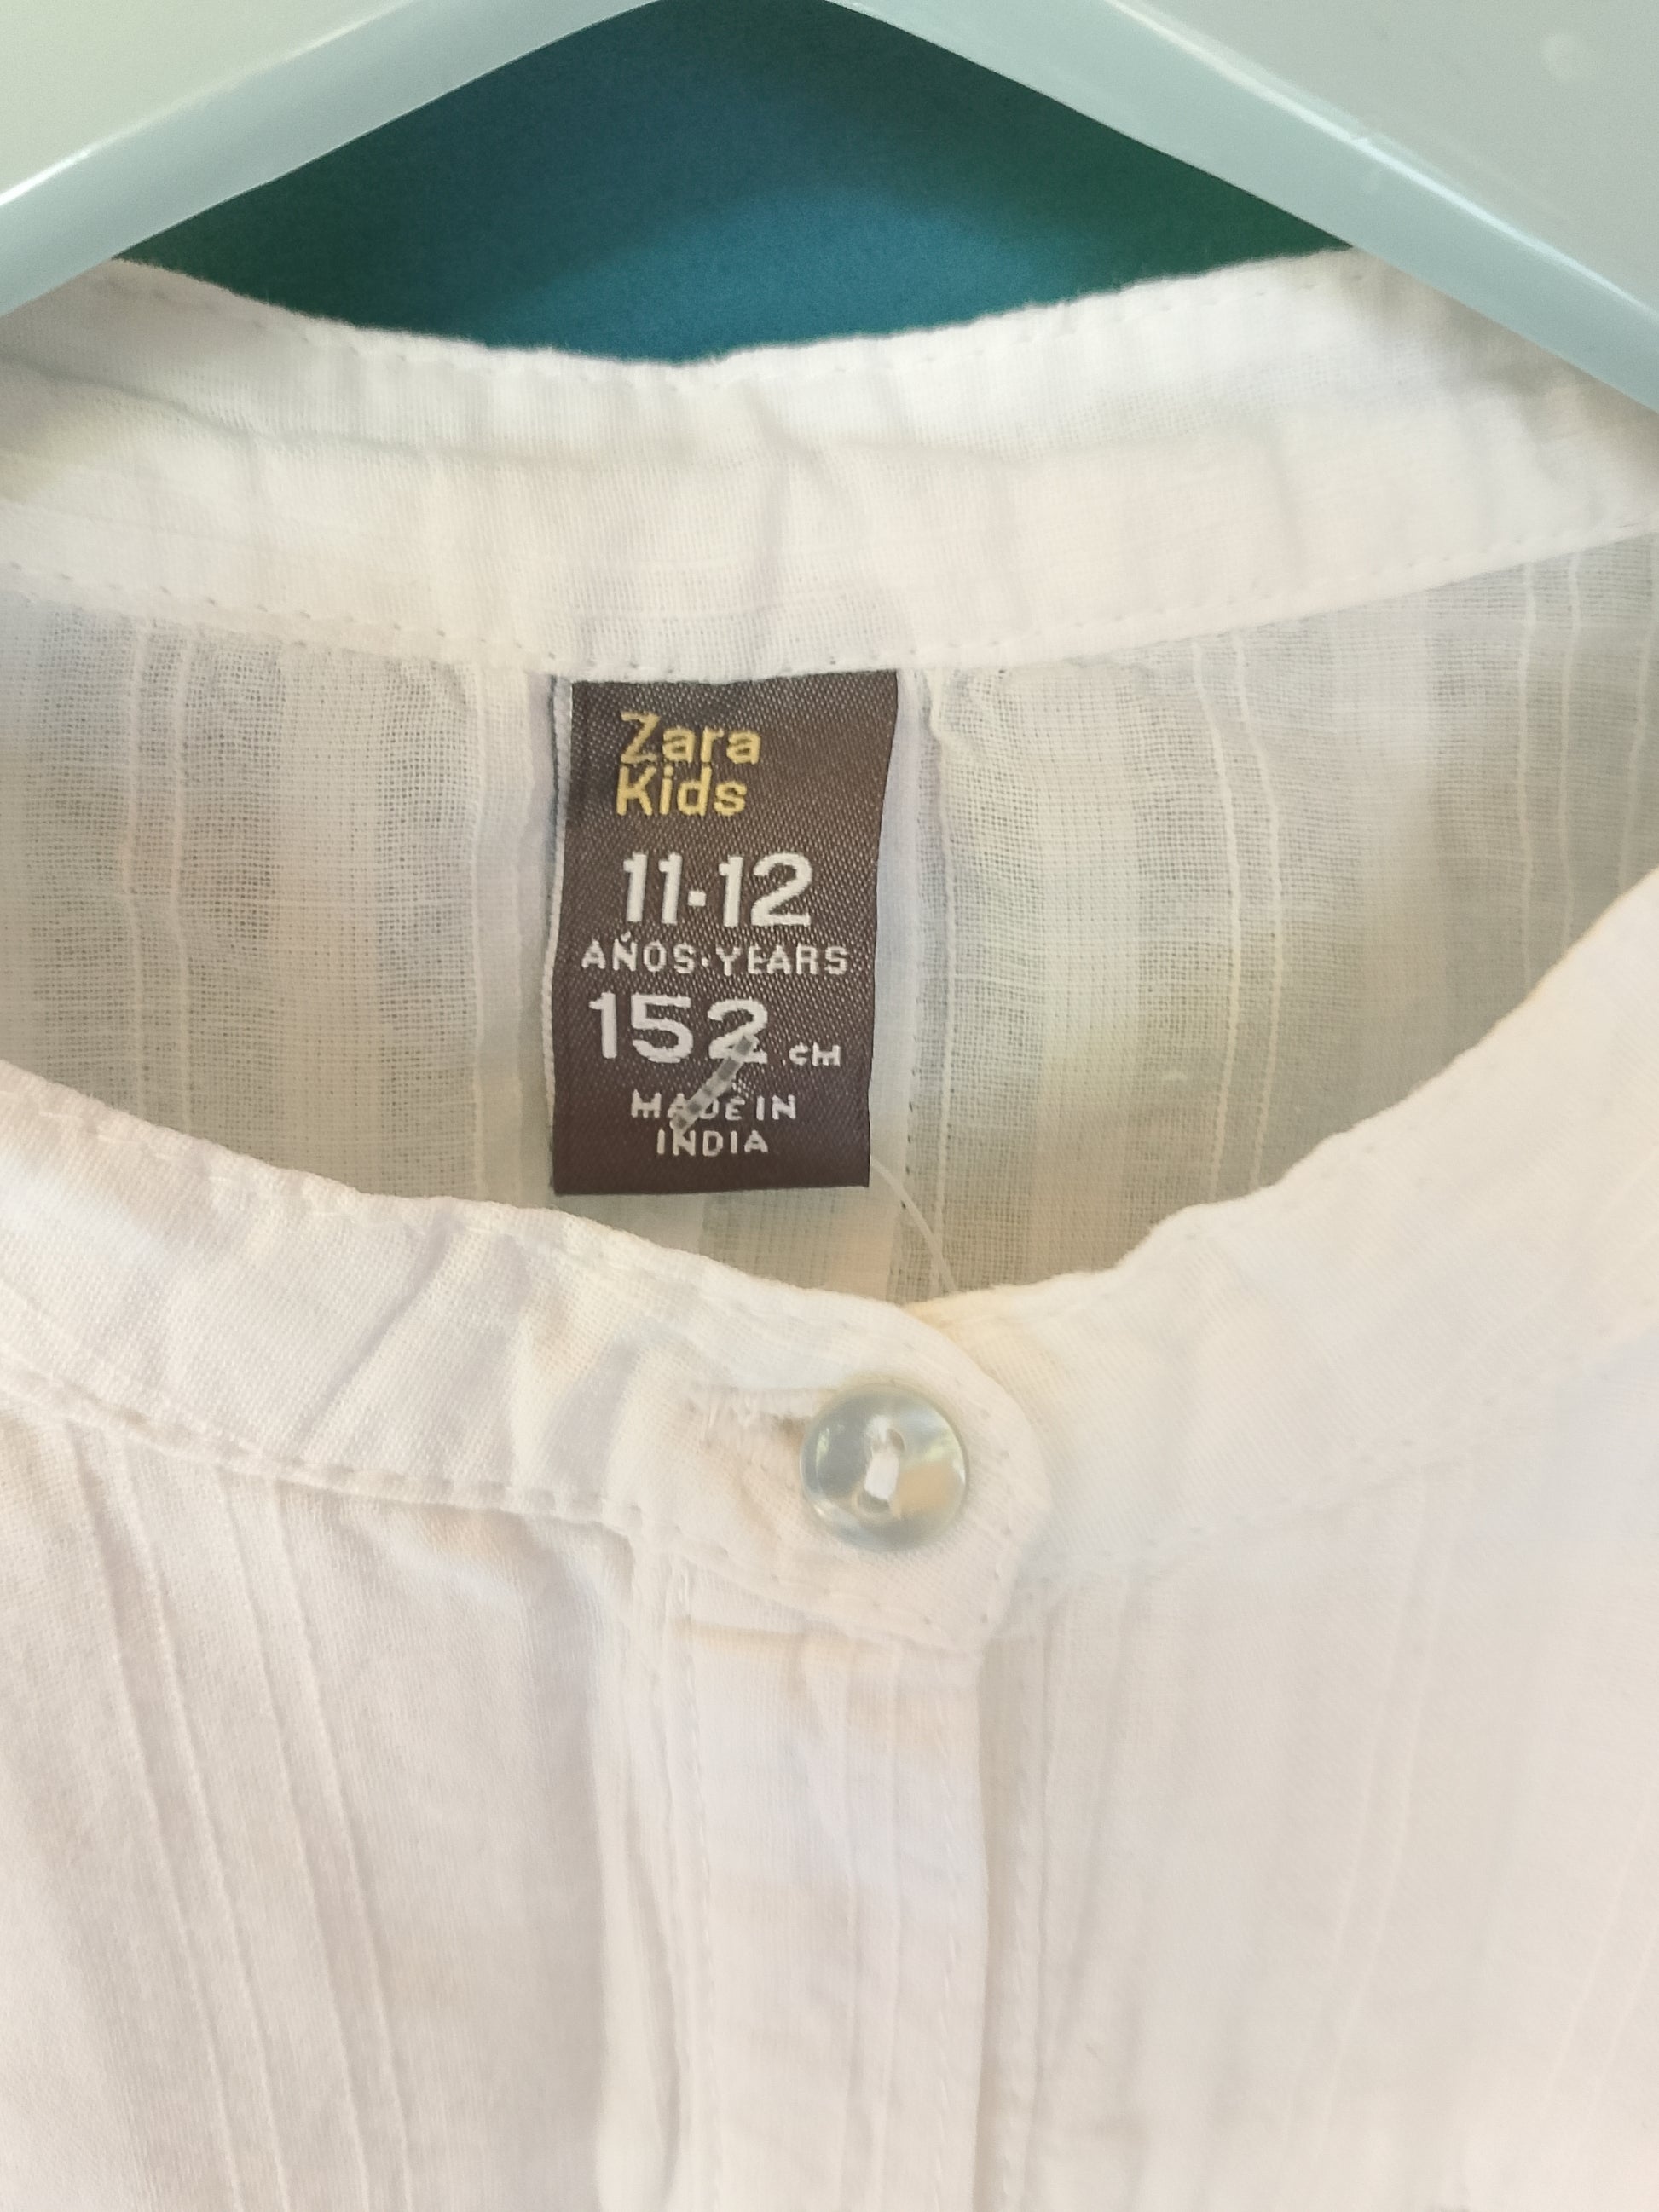 Zara
Kids
11·12
AÑOS·YEARS
152 cm
MADE IN
INDIA